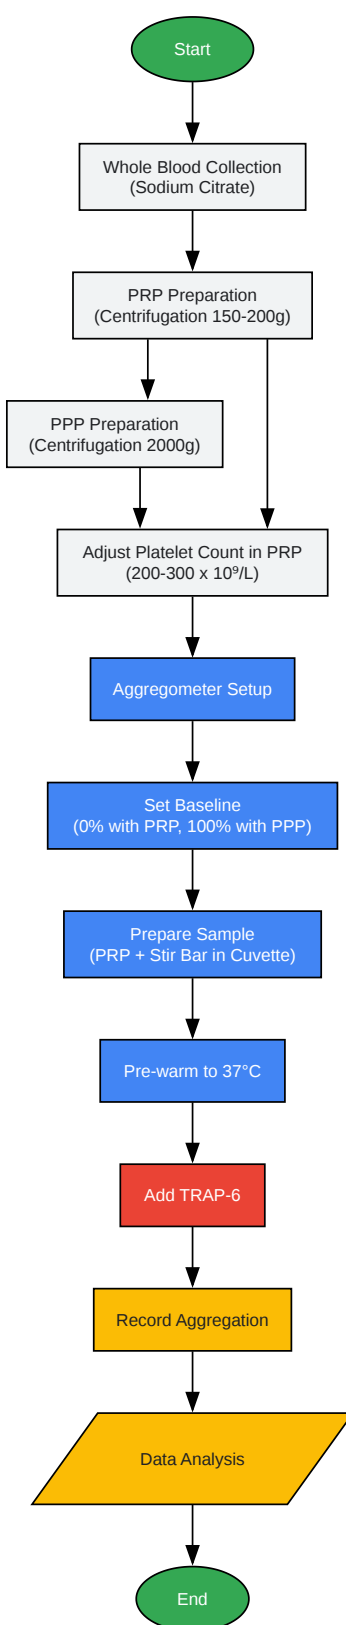 Start
Whole Blood Collection
(Sodium Citrate)
PRP Preparation
(Centrifugation 150-200g)
PPP Preparation
(Centrifugation 2000g)
Adjust Platelet Count in PRP
(200-300 x 10⁹/L)
Aggregometer Setup
Set Baseline
(0% with PRP, 100% with PPP)
Prepare Sample
(PRP + Stir Bar in Cuvette)
Pre-warm to 37°C
Add TRAP-6
Record Aggregation
Data Analysis
End